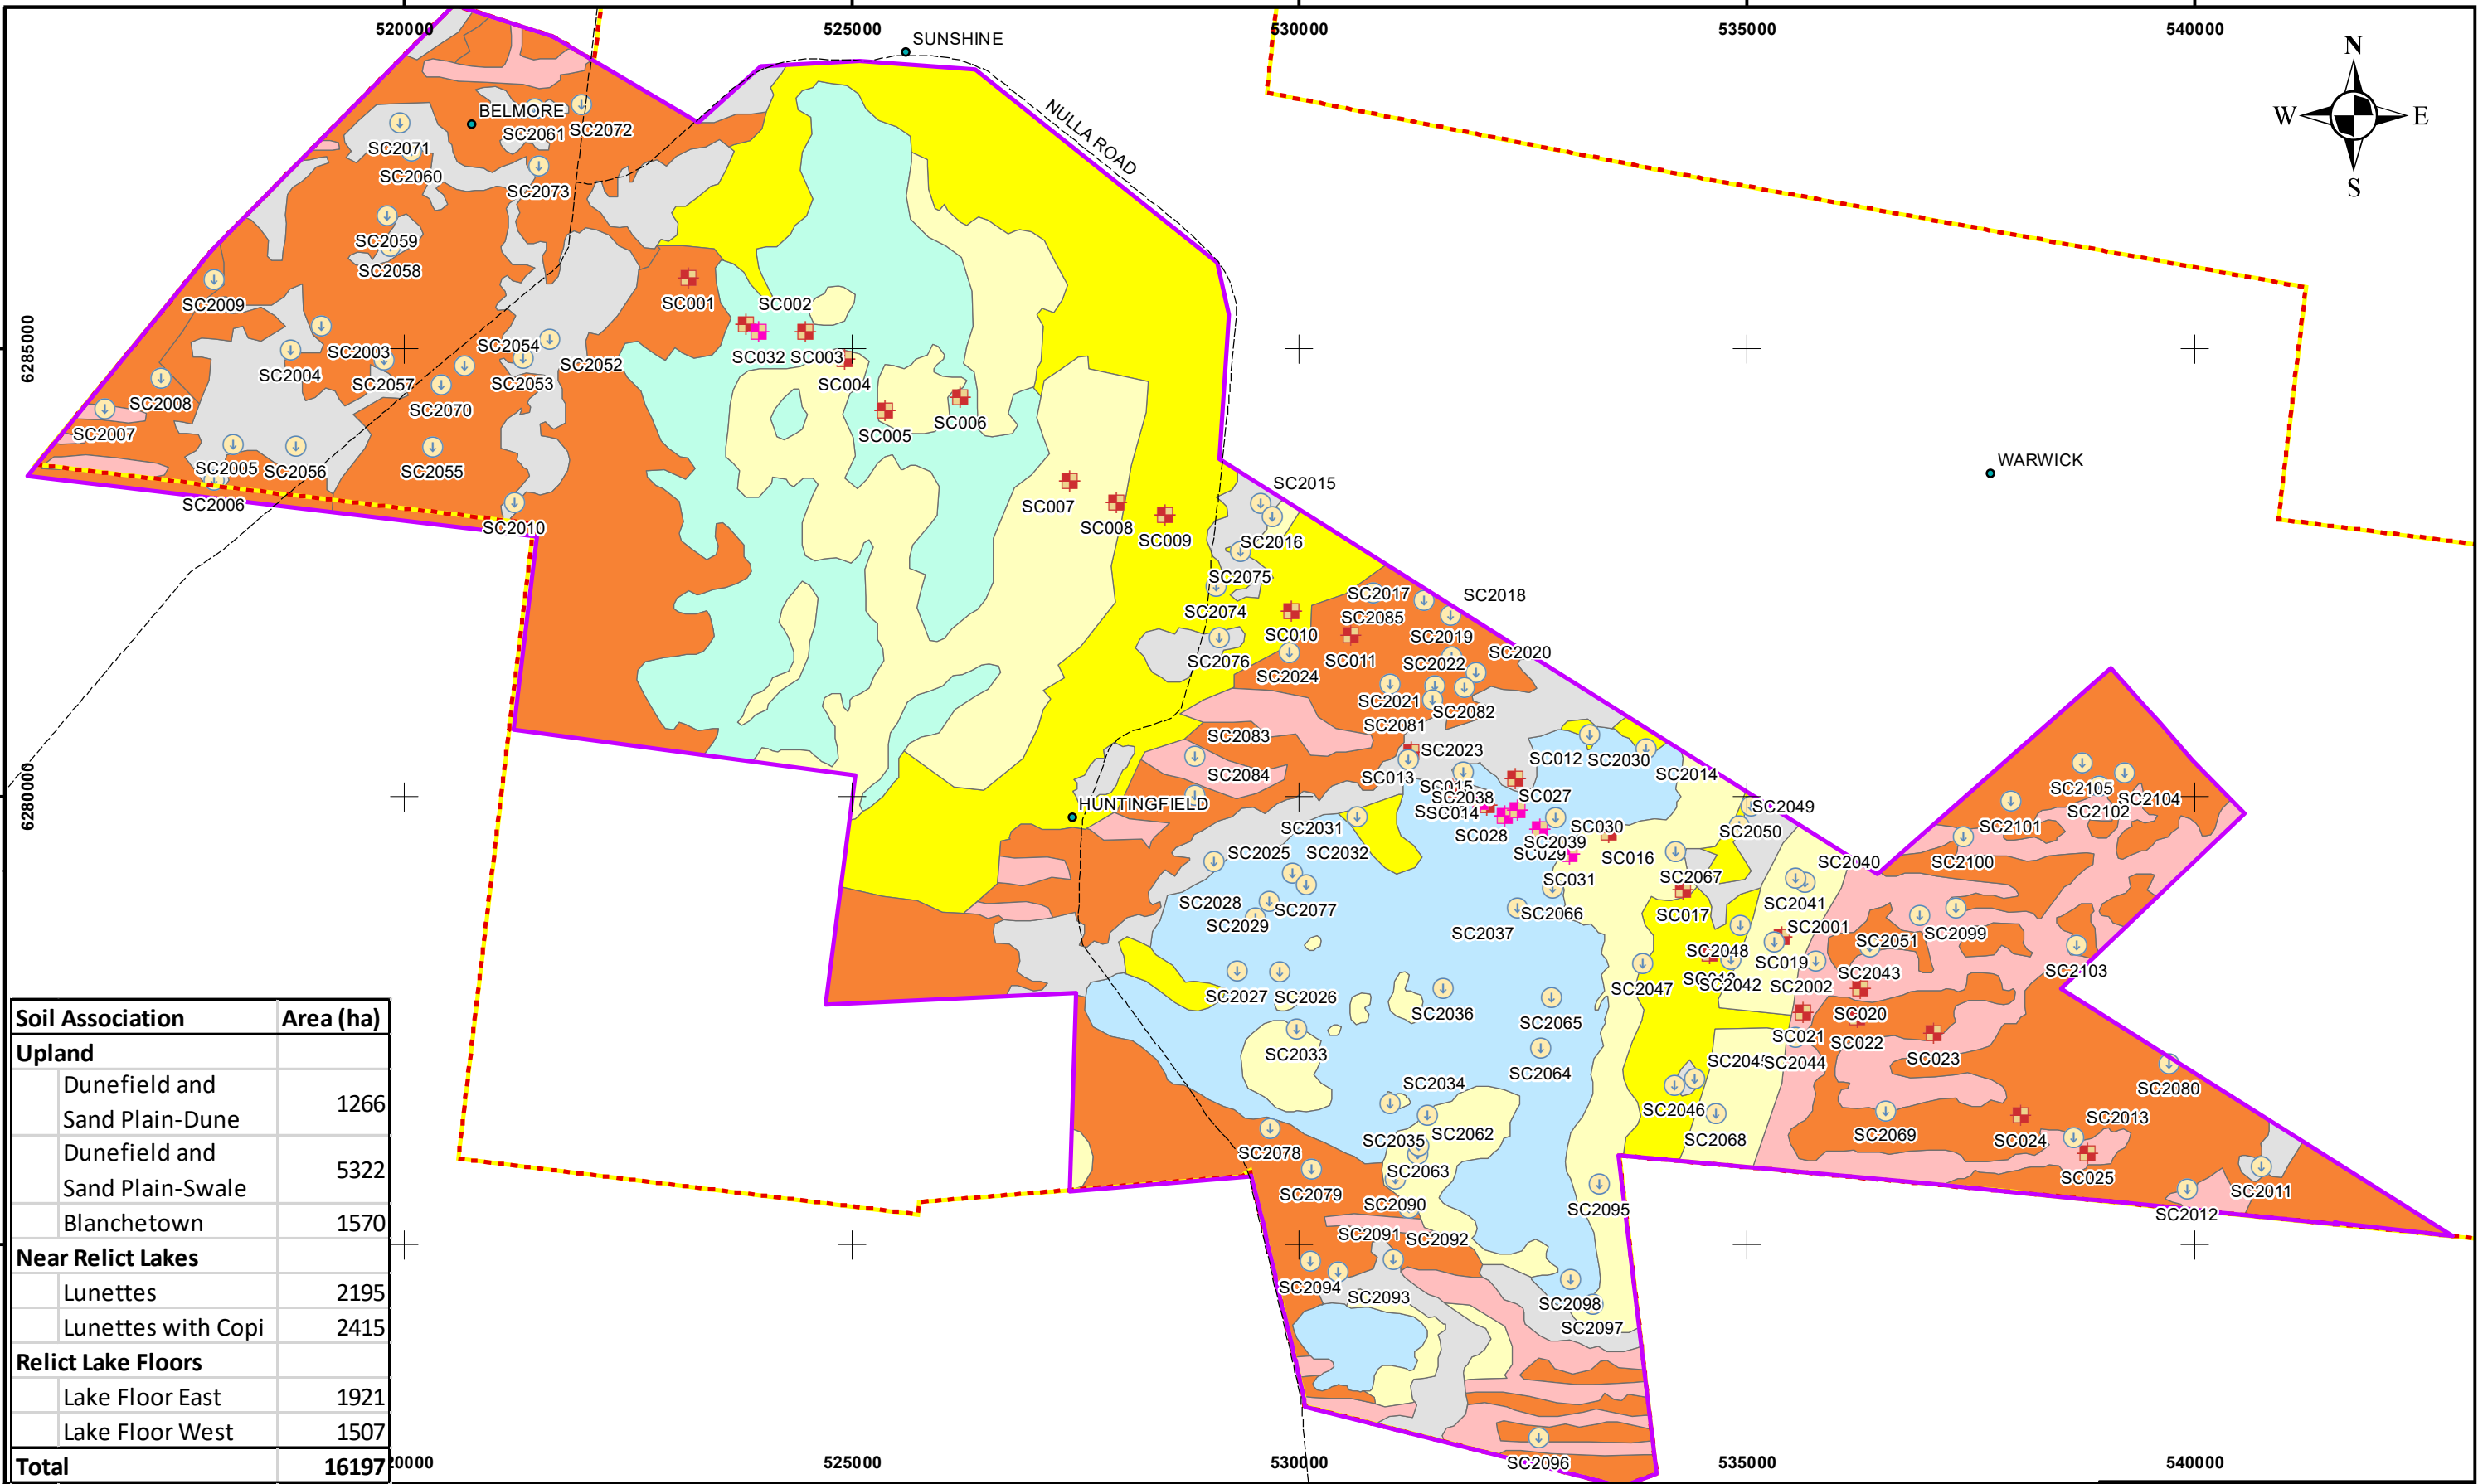 520000
525000
530000
535000
540000
SUNSHINE
N
W
E
S
NULLA ROAD
BELMORE
SC2061
SC2072
SC2071
SC2060
SC2073
SC2059
SC2058
SC2009
SC001
SC002
SC032
SC003
SC004
SC005
SC006
6285000
SC2003
SC2004
SC2057
SC2054
SC2053
SC2052
SC2070
SC2008
SC2007
SC2005
SC2056
SC2055
SC2006
SC2010
WARWICK
SC007
SC008
SC009
SC2015
SC2016
SC2075
SC2074
SC2017
SC2018
SC2085
SC010
SC011
SC2019
SC2020
SC2022
SC2076
SC2024
SC2021
SC2082
SC2081
SC2083
SC2084
SC2023
SC013
SC012
SC2030
SC2014
SC015
SC2038
SC014
SC027
SC028
6280000
HUNTINGFIELD
SC2031
SC2032
SC2025
SC030
SC2039
SC029
SC016
SC031
SC2049
SC2050
SC2067
SC2040
SC2041
SC017
SC2105
SC2104
SC2102
SC2101
SC2100
SC2028
SC2029
SC2077
SC2066
SC2037
SC2048
SC2001
SC019
SC2051
SC2099
SC2103
SC2042
SC2002
SC2043
SC2047
SC2027
SC2026
SC2036
SC2065
SC020
SC021
SC022
SC023
SC2033
SC2064
SC2044
SC2080
SC2034
SC2046
SC2068
SC2069
SC024
SC2013
SC2062
SC2035
SC2063
SC2078
SC2079
SC2090
SC2095
SC025
SC2011
SC2012
SC2091
SC2092
SC2094
SC2093
SC2098
SC2097
SC2096
Soil Association Area (ha)
Upland
Dunefield and
Sand Plain-Dune 1266
Dunefield and
Sand Plain-Swale 5322
Blanchetown 1570
Near Relict Lakes
Lunettes 2195
Lunettes with Copi 2415
Relict Lake Floors
Lake Floor East 1921
Lake Floor West 1507
Total 16197
20000
525000
530000
535000
540000